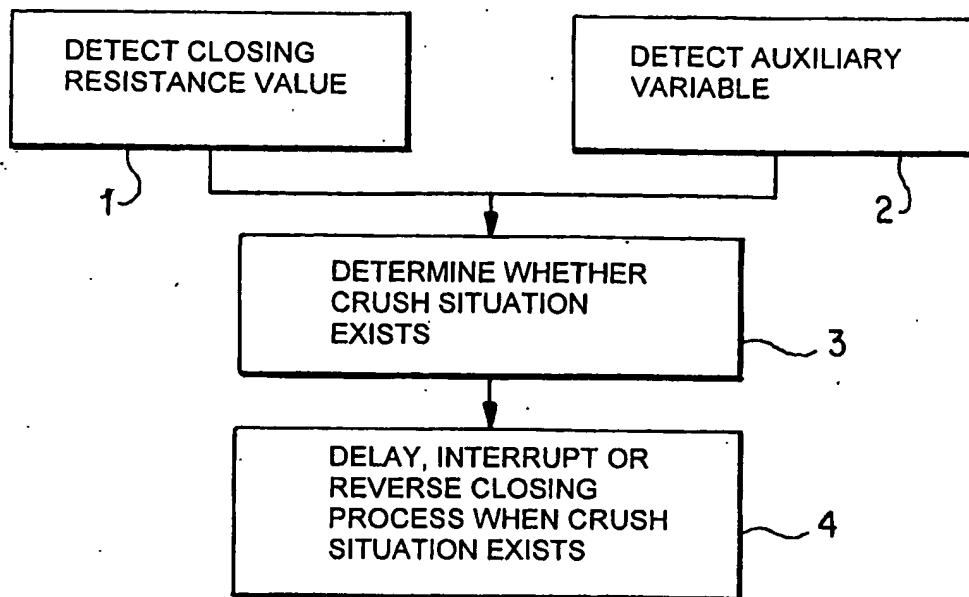 DETECT CLOSING
RESISTANCE VALUE
1
DETECT AUXILIARY
VARIABLE
2
DETERMINE WHETHER
CRUSH SITUATION
EXISTS
3
DELAY, INTERRUPT OR
REVERSE CLOSING
PROCESS WHEN CRUSH
SITUATION EXISTS
4